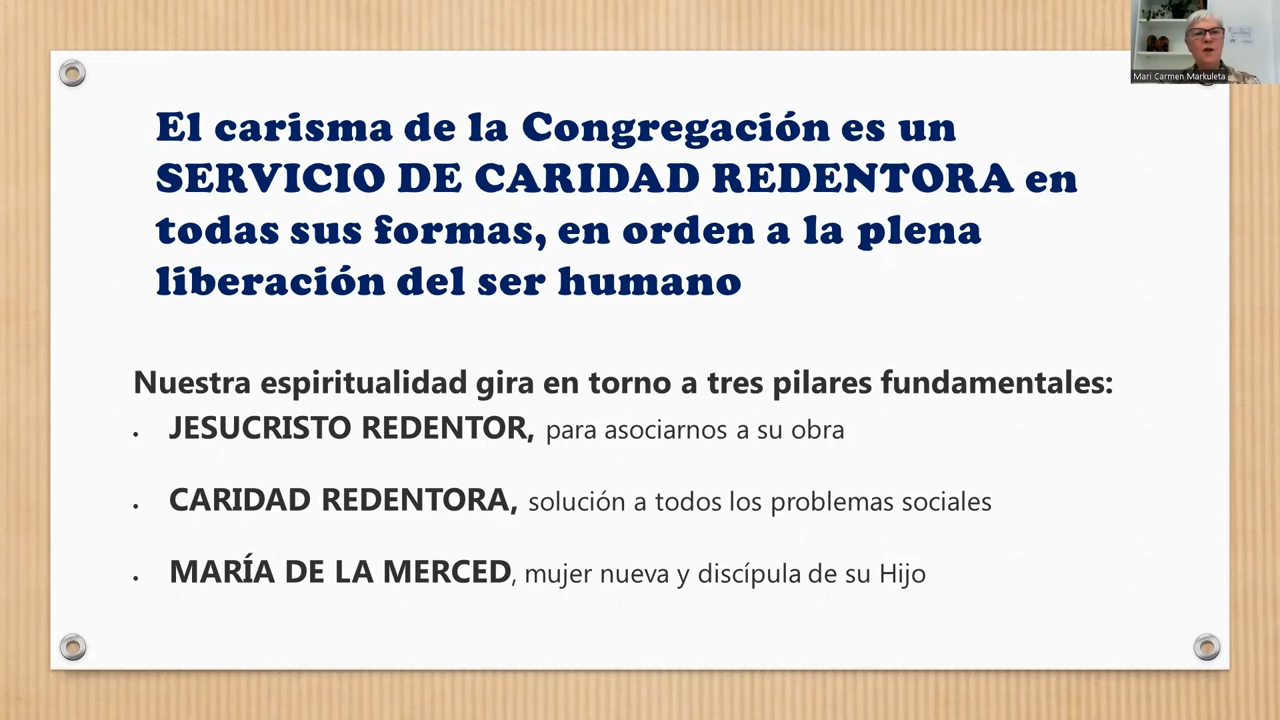 El carisma de la Congregación es un
SERVICIO DE CARIDAD REDENTORA en
todas sus formas, en orden a la plena
liberación del ser humano
Nuestra espiritualidad gira en torno a tres pilares fundamentales:
• JESUCRISTO REDENTOR, para asociarnos a su obra
• CARIDAD REDENTORA, solución a todos los problemas sociales
• MARÍA DE LA MERCED, mujer nueva y discípula de su Hijo
Mari Carmen Markuleta